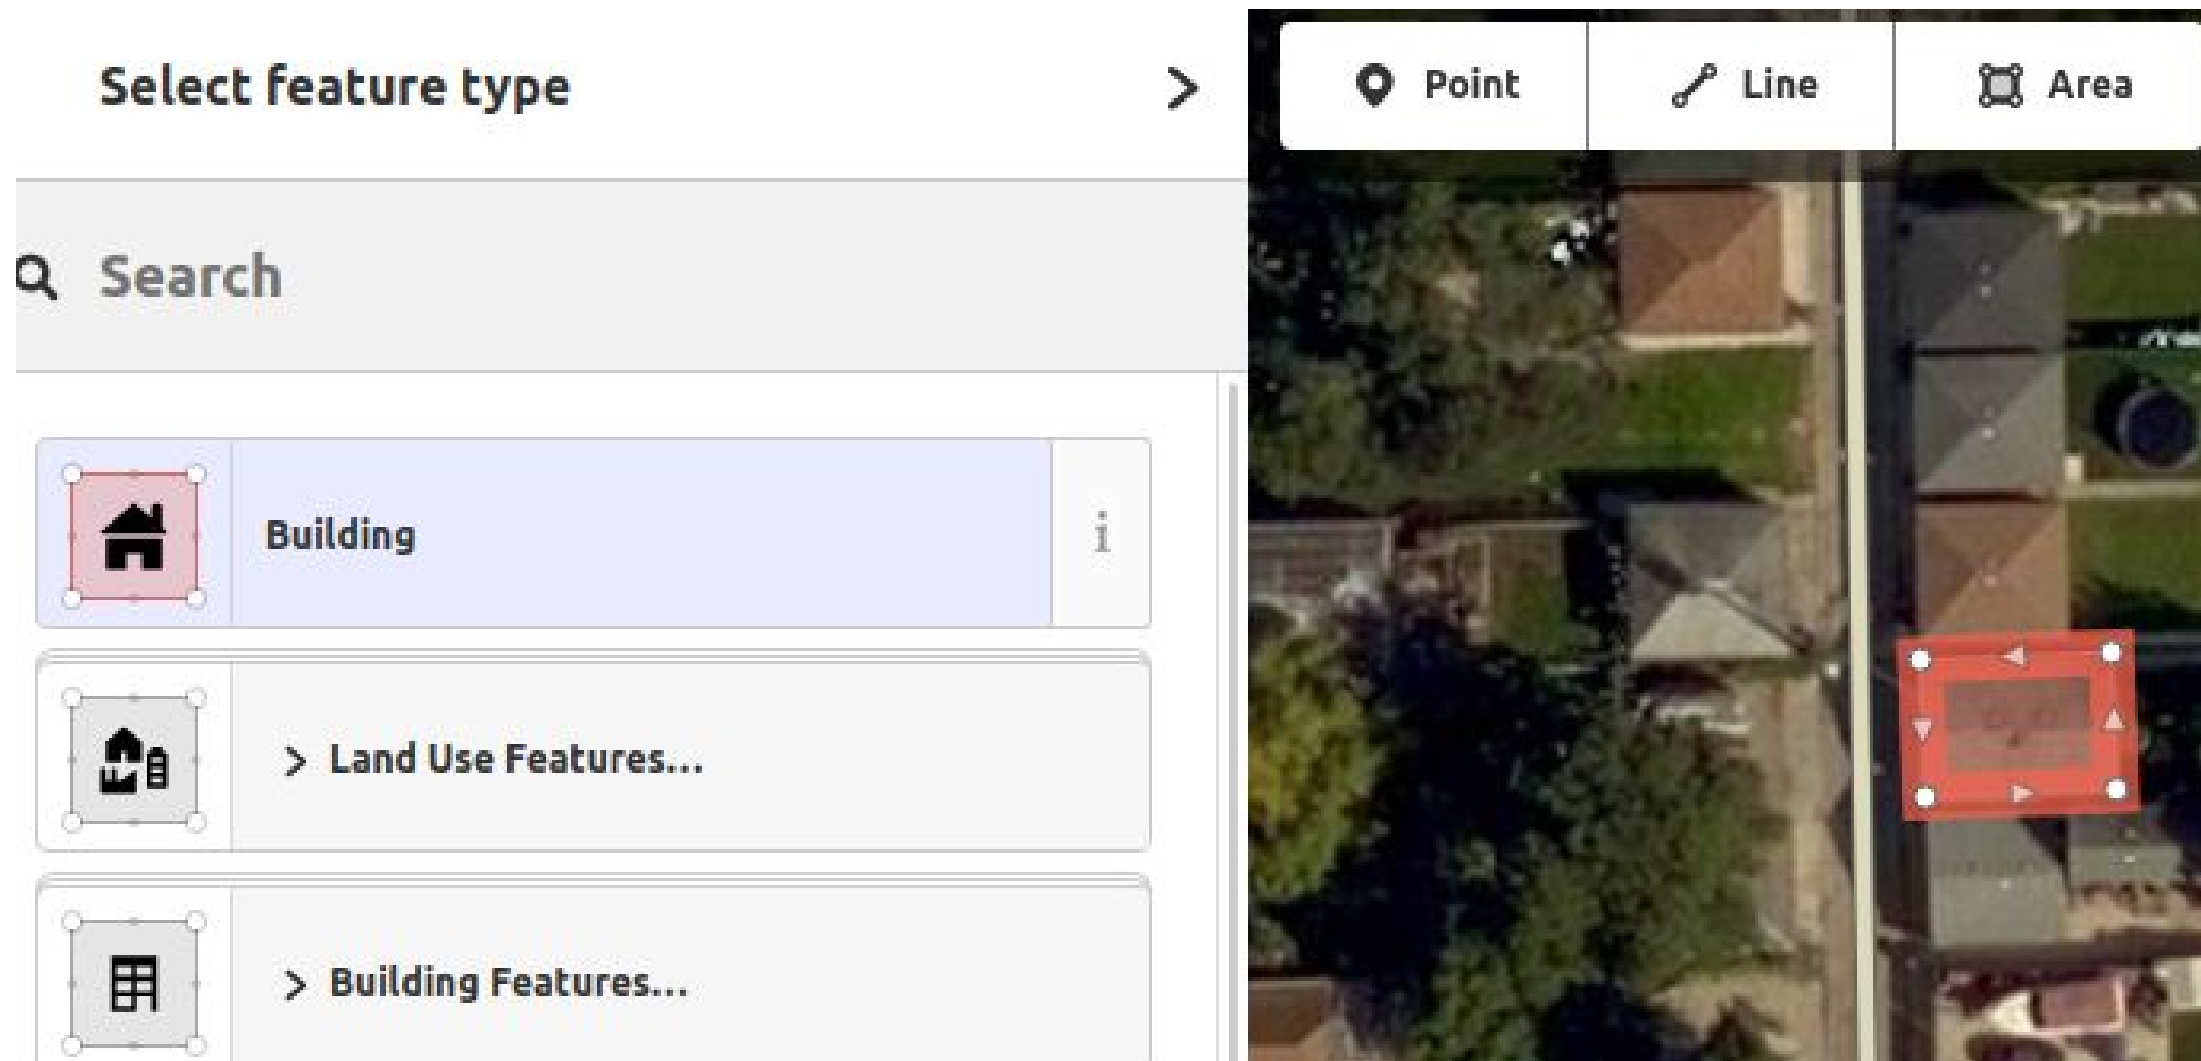 Select feature type
Point
Line
Area
Search
Building
i
Land Use Features...
Building Features...